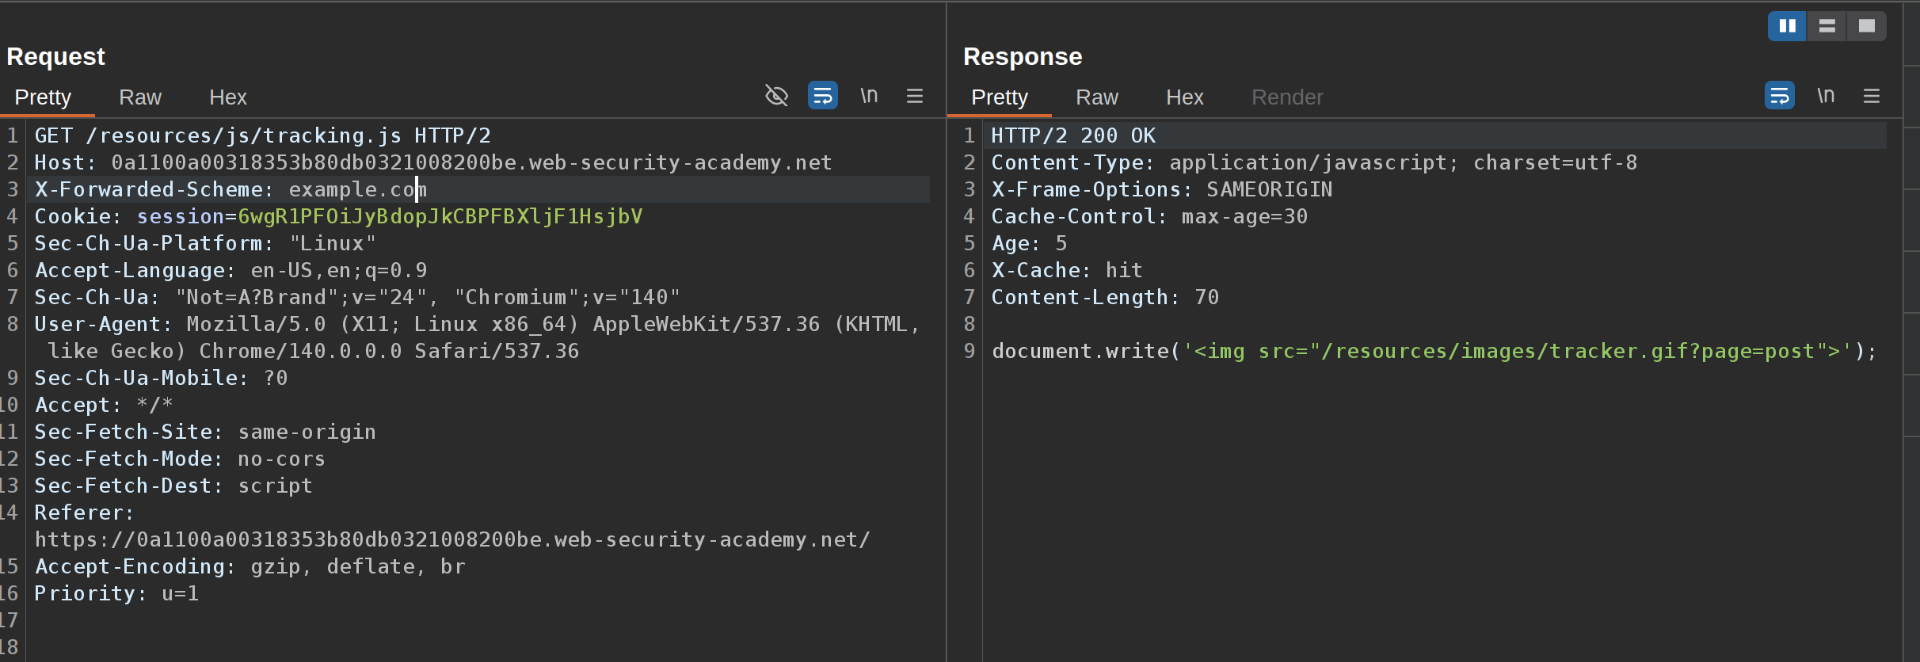 Request
Pretty Raw Hex \n
1 GET /resources/js/tracking.js HTTP/2
2 Host: 0a1100a00318353b80db0321008200be.web-security-academy.net
3 X-Forwarded-Scheme: example.com
4 Cookie: session=6wgR1PFOiJyBdopJkCBPFBXljF1HsjbV
5 Sec-Ch-Ua-Platform: "Linux"
6 Accept-Language: en-US,en;q=0.9
7 Sec-Ch-Ua: "Not=A?Brand";v="24", "Chromium";v="140"
8 User-Agent: Mozilla/5.0 (X11; Linux x86_64) AppleWebKit/537.36 (KHTML,
like Gecko) Chrome/140.0.0.0 Safari/537.36
9 Sec-Ch-Ua-Mobile: ?0
10 Accept: */*
11 Sec-Fetch-Site: same-origin
12 Sec-Fetch-Mode: no-cors
13 Sec-Fetch-Dest: script
14 Referer:
https://0a1100a00318353b80db0321008200be.web-security-academy.net/
15 Accept-Encoding: gzip, deflate, br
16 Priority: u=1
17
18
Response
Pretty Raw Hex Render \n
1 HTTP/2 200 OK
2 Content-Type: application/javascript; charset=utf-8
3 X-Frame-Options: SAMEORIGIN
4 Cache-Control: max-age=30
5 Age: 5
6 X-Cache: hit
7 Content-Length: 70
8
9 document.write('<img src="/resources/images/tracker.gif?page=post">');